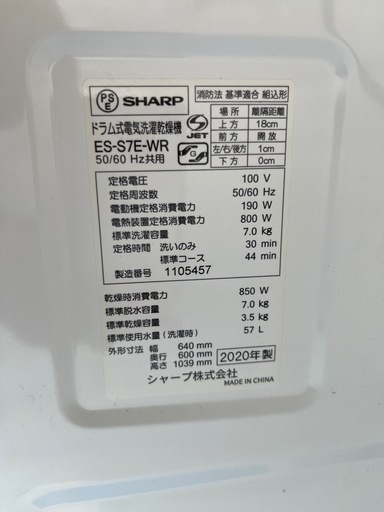 PSE SHARP
ドラム式電気洗濯乾燥機
JET
ES-S7E-WR
50/60 Hz共用
消防法 基準適合 組込形
場所 離隔距離
上方 18cm
前方 開放
左/右/後方 1cm
下方 0cm
定格電圧 100 V
定格周波数 50/60 Hz
電動機定格消費電力 190 W
電熱装置定格消費電力 800 W
標準洗濯容量 7.0 kg
定格時間 洗いのみ 30 min
標準コース 44 min
製造番号 1105457
乾燥時消費電力 850 W
標準脱水容量 7.0 kg
標準乾燥容量 3.5 kg
標準使用水量(洗濯時) 57 L
外形寸法 幅 640 mm
奥行 600 mm
高さ 1039 mm
2020年製
シャープ株式会社
MADE IN CHINA